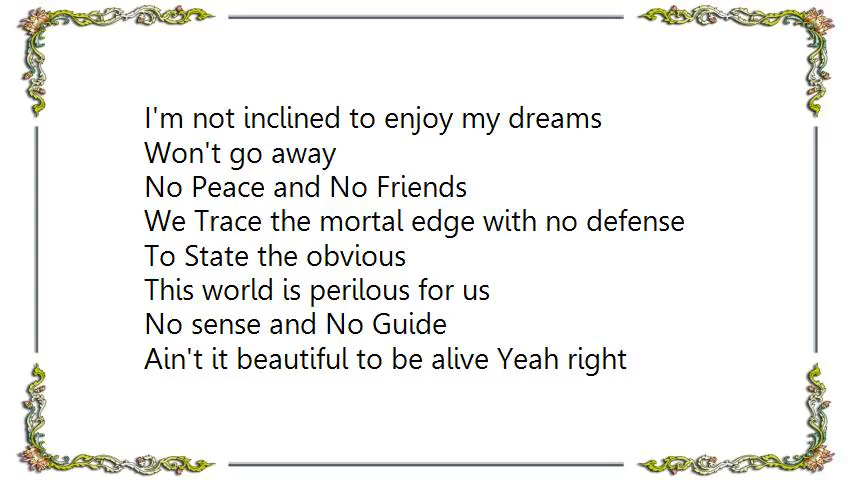 I'm not inclined to enjoy my dreams
Won't go away
No Peace and No Friends
We Trace the mortal edge with no defense
To State the obvious
This world is perilous for us
No sense and No Guide
Ain't it beautiful to be alive Yeah right